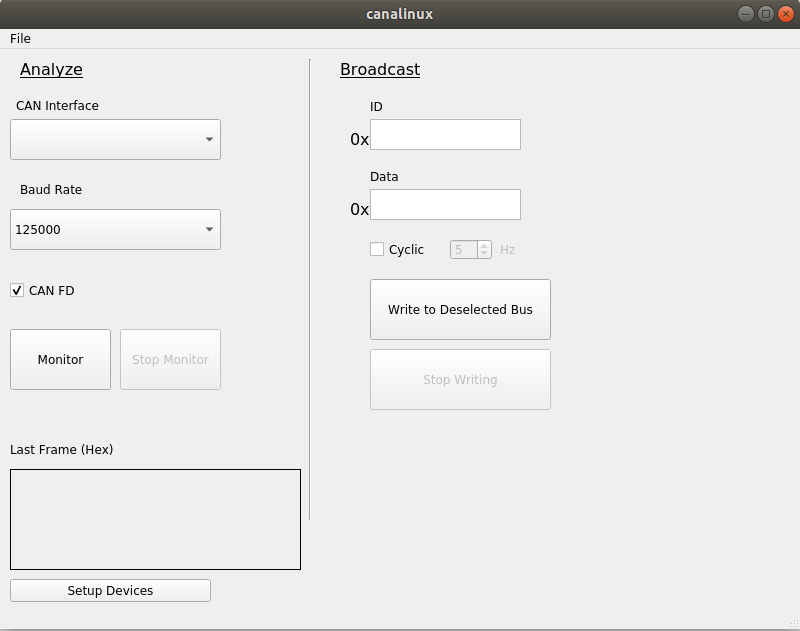 canalinux
File
Analyze
CAN Interface
Baud Rate
125000
CAN FD
Monitor
Stop Monitor
Last Frame (Hex)
Setup Devices
Broadcast
ID
0x
Data
0x
Cyclic
5
Hz
Write to Deselected Bus
Stop Writing